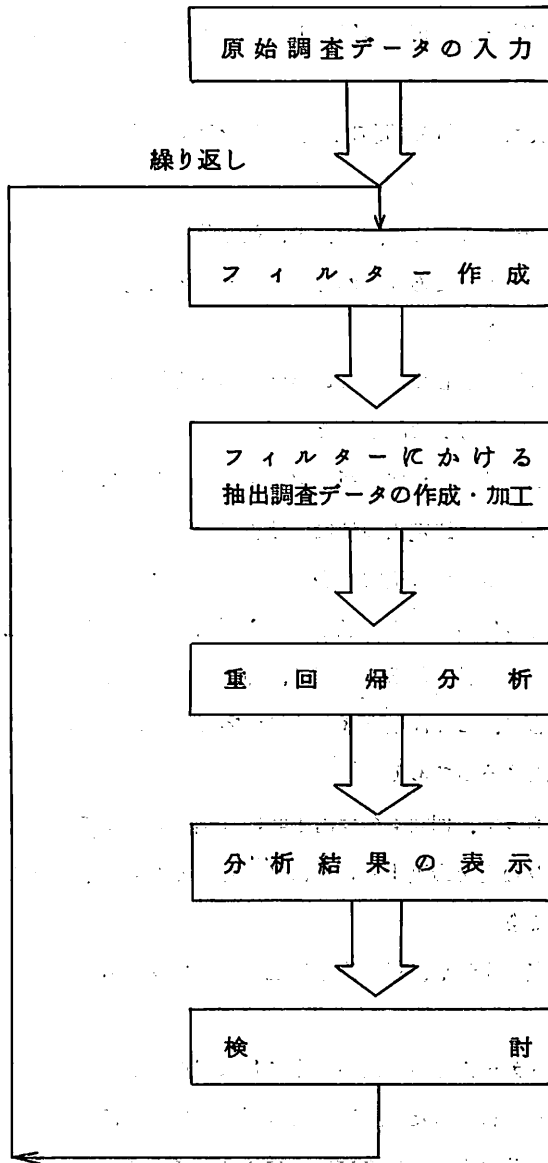 原始調査データの入力
繰り返し
フィルター作成
フィルターにかける
抽出調査データの作成・加工
重回帰分析
分析結果の表示
検討